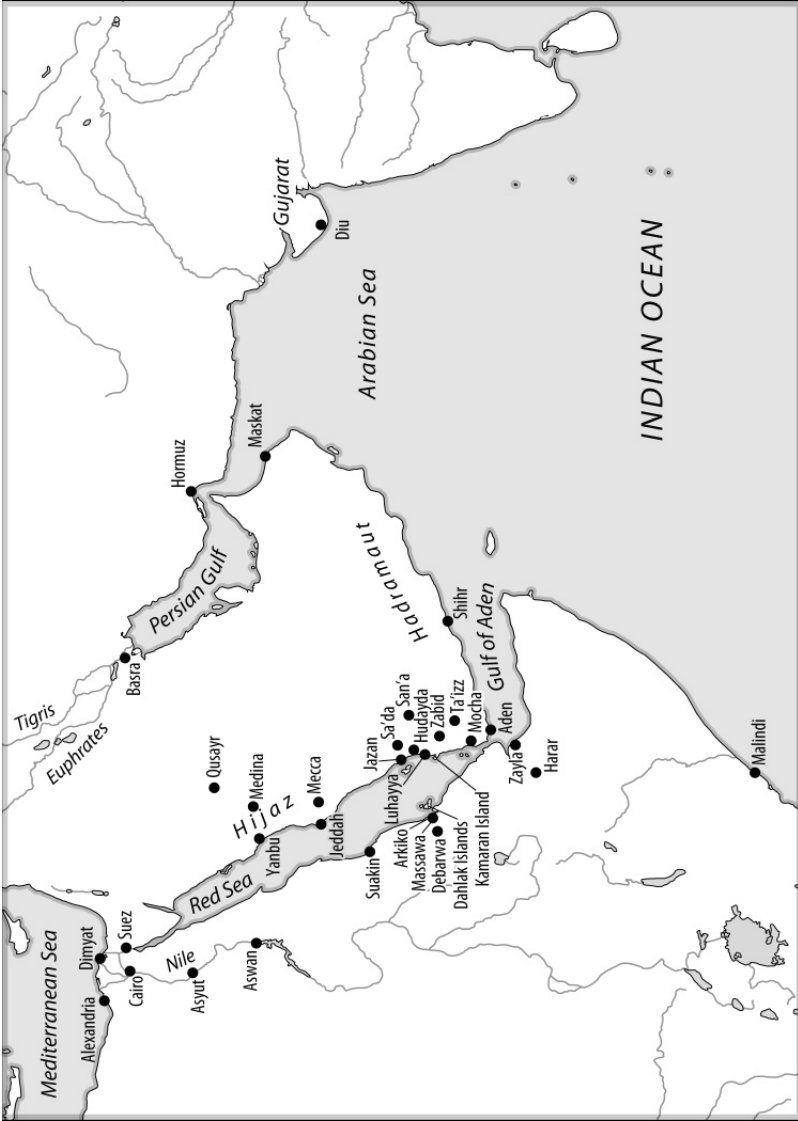 Mediterranean Sea
Alexandria
Dimyat
Cairo
Suez
Nile
Asyut
Aswan
Tigris
Euphrates
Basra
Persian Gulf
Hormuz
Maskat
Gujarat
Diu
Arabian Sea
INDIAN OCEAN
Qusayr
Medina
Hijaz
Yanbu
Mecca
Jeddah
Red Sea
Suakin
Arkiko
Massawa
Debarwa
Dahlak Islands
Kamaran Island
Luhayya
Jazan
Sa'da
San'a
Hudayda
Zabid
Ta'izz
Mocha
Aden
Zayla
Harar
Hadramaut
Shihr
Gulf of Aden
Malindi